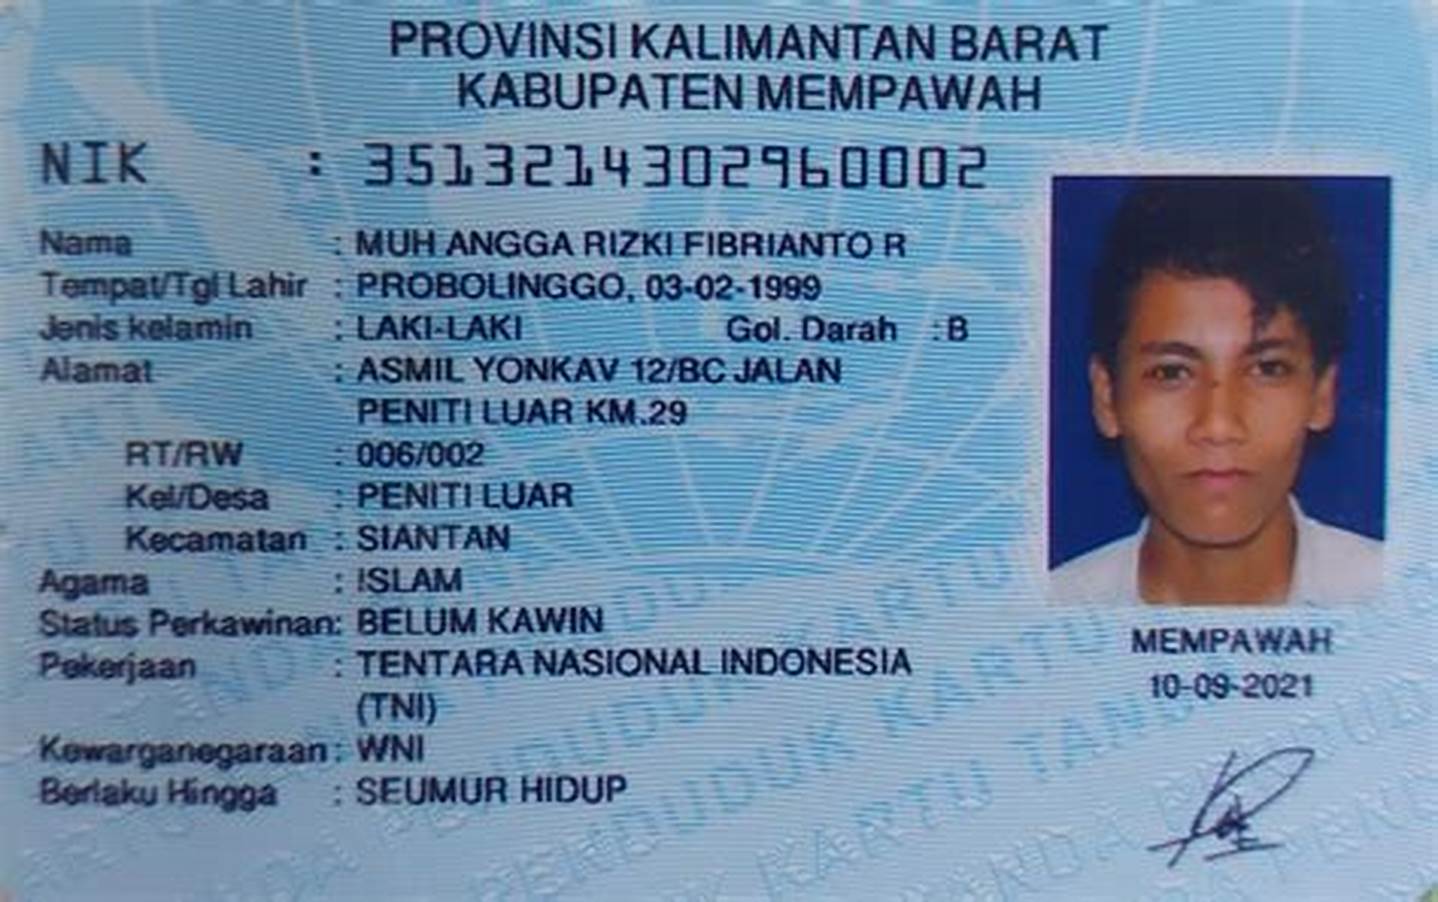 PROVINSI KALIMANTAN BARAT
KABUPATEN MEMPAWAH
NIK : 3513214302960002
Nama : MUH ANGGA RIZKI FIBRIANTO R
Tempat/Tgl Lahir : PROBOLINGGO, 03-02-1999
Jenis kelamin : LAKI-LAKI Gol. Darah : B
Alamat : ASMIL YONKAV 12/BC JALAN
PENITI LUAR KM.29
RT/RW : 006/002
Kel/Desa : PENITI LUAR
Kecamatan : SIANTAN
Agama : ISLAM
Status Perkawinan: BELUM KAWIN
Pekerjaan : TENTARA NASIONAL INDONESIA
(TNI)
Kewarganegaraan : WNI
Berlaku Hingga : SEUMUR HIDUP
MEMPAWAH
10-09-2021